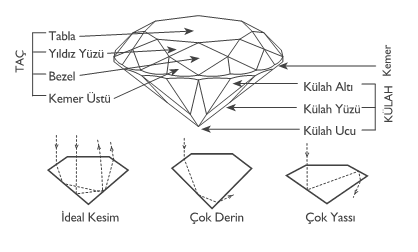 TAÇ
Tabla
Yıldız Yüzü
Bezel
Kemer Üstü
Kemer
KÜLAH
Külah Altı
Külah Yüzü
Külah Ucu
İdeal Kesim
Çok Derin
Çok Yassı